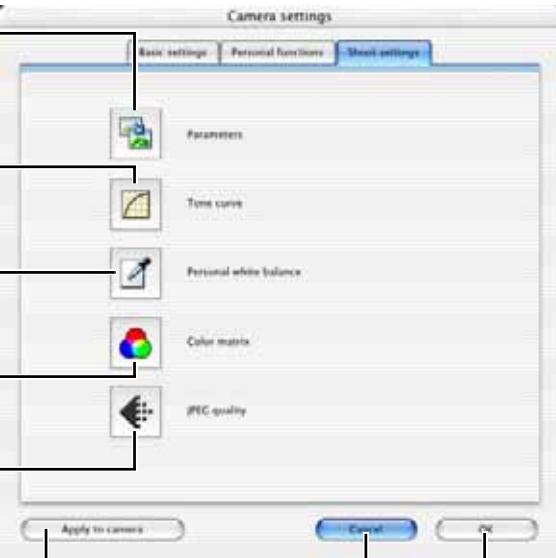 Camera settings
Basic settings Personal functions Shoot settings
Parameters
Tone curve
Personal white balance
Color matrix
JPEG quality
Apply to camera Cancel OK